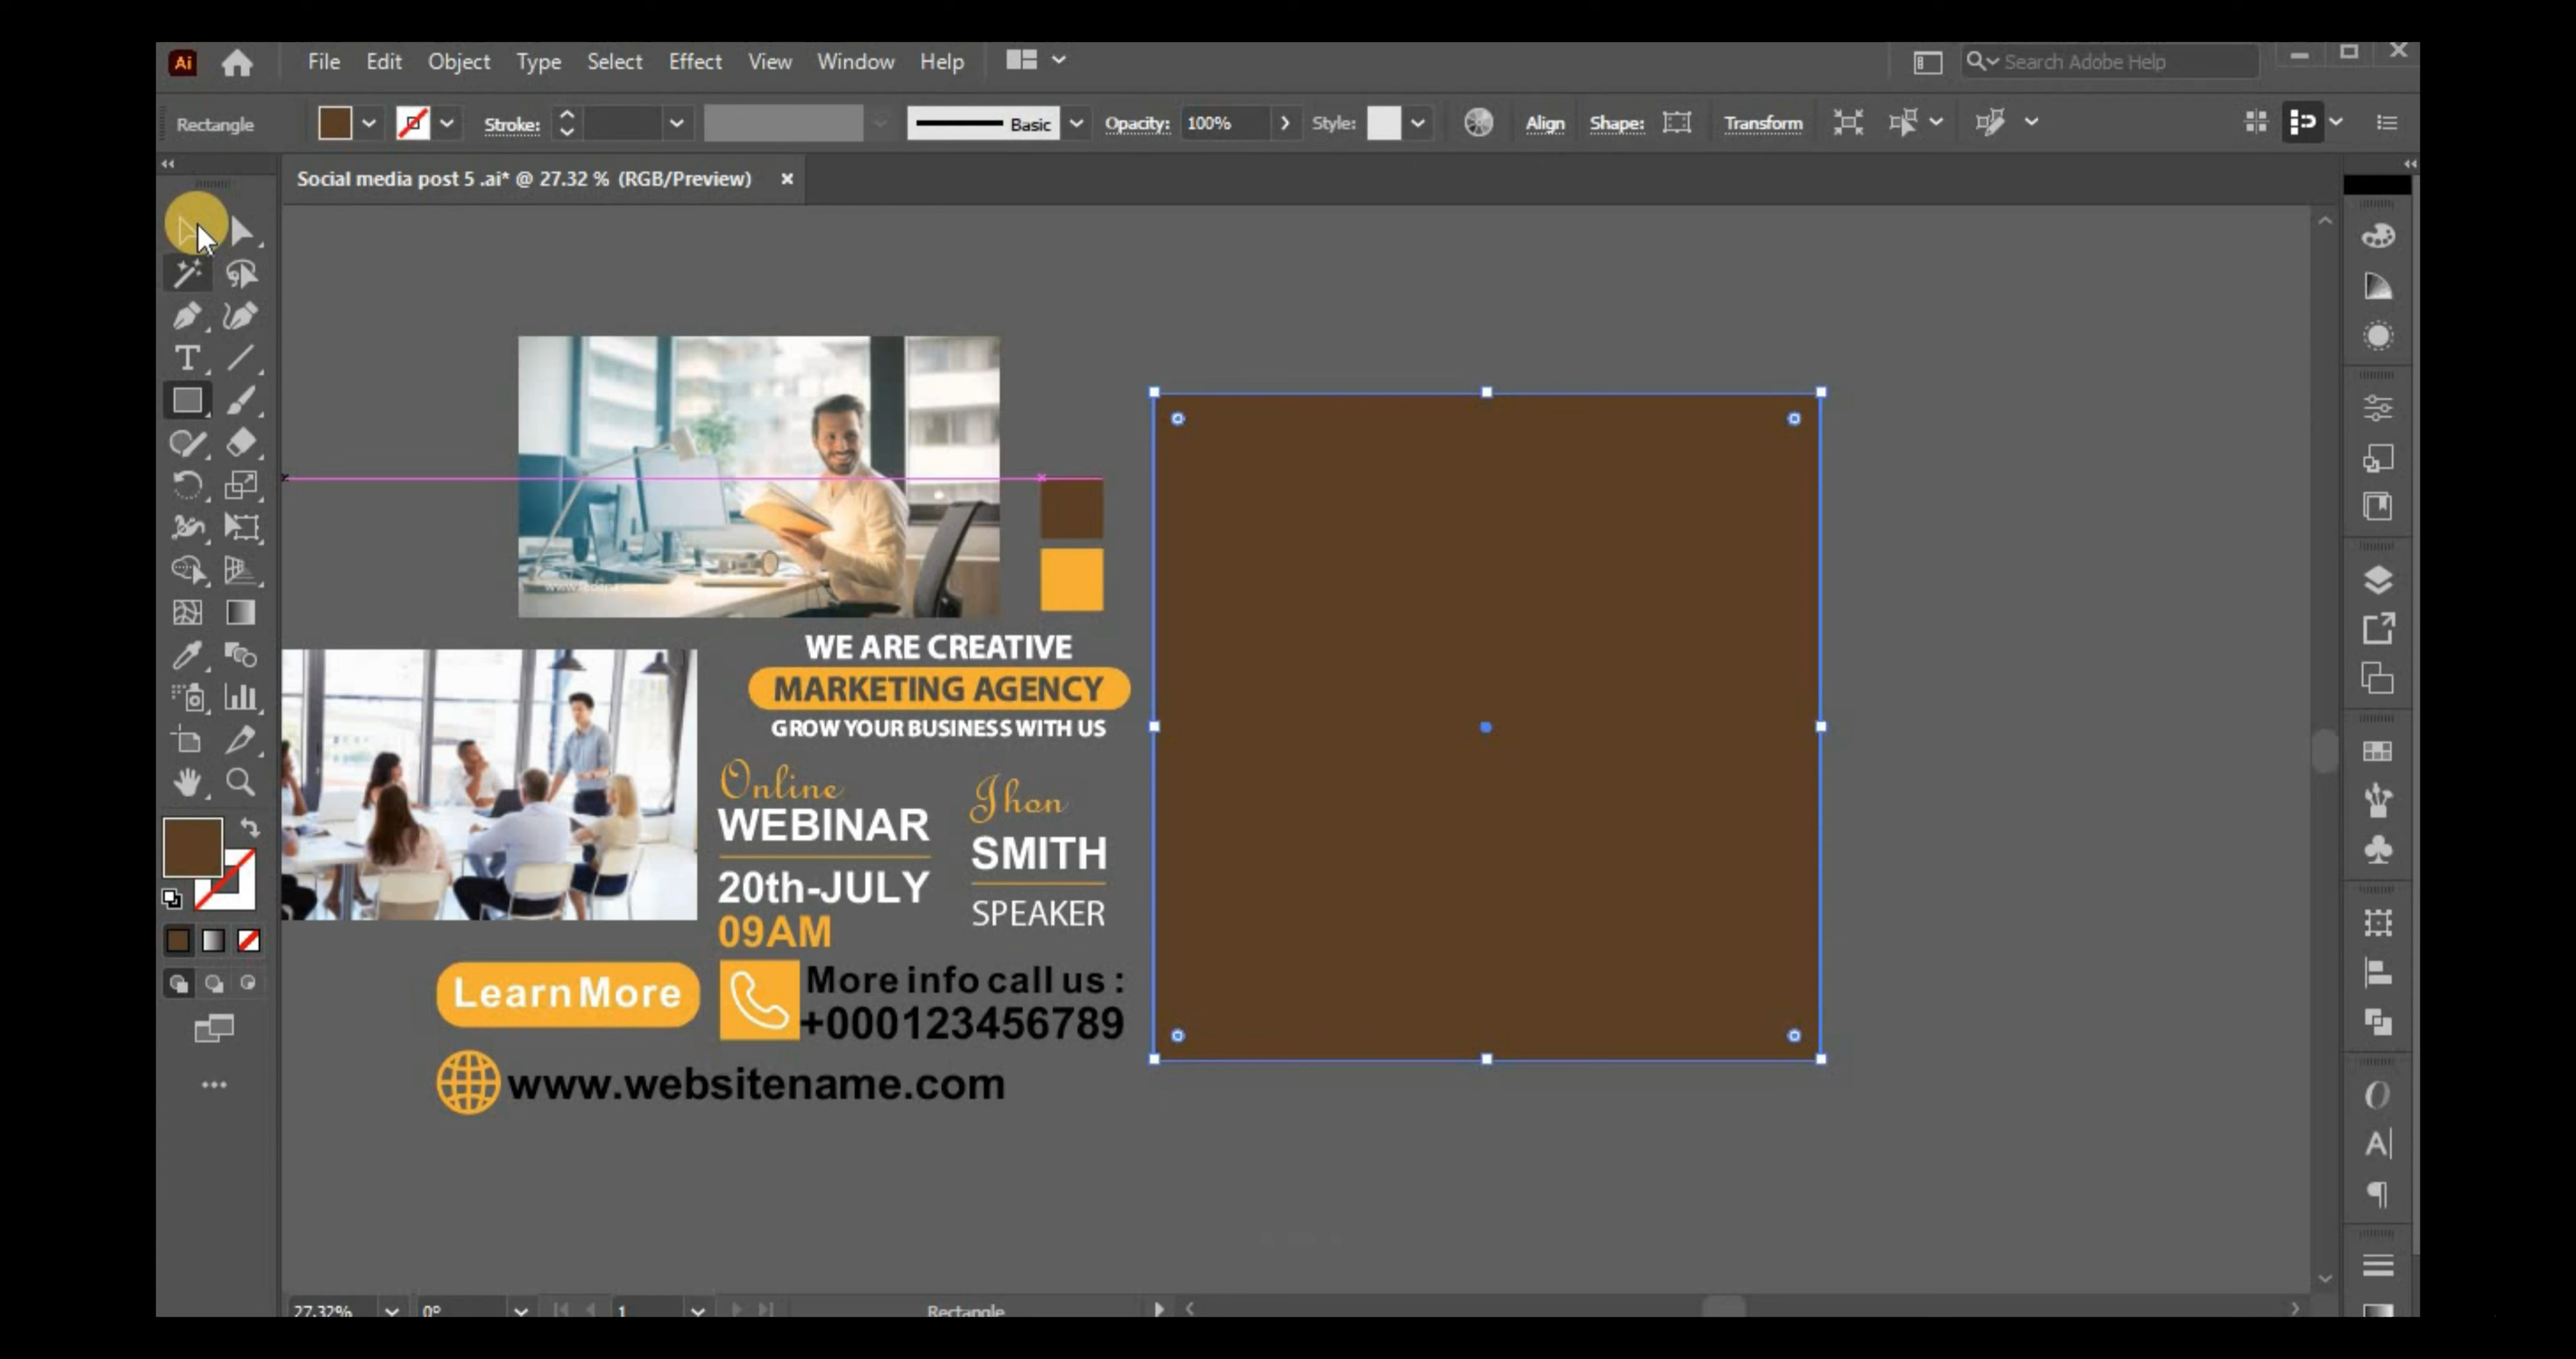 Ai File Edit Object Type Select Effect View Window Help Search Adobe Help
Rectangle Stroke: Basic Opacity: 100% Style: Align Shape: Transform
Social media post 5 .ai* @ 27.32 % (RGB/Preview) ×
WE ARE CREATIVE
MARKETING AGENCY
GROW YOUR BUSINESS WITH US
Online
WEBINAR
20th-JULY
09AM
Jhon
SMITH
SPEAKER
Learn More
More info call us :
+000123456789
www.websitename.com
27.32% 0° 1 Rectangle